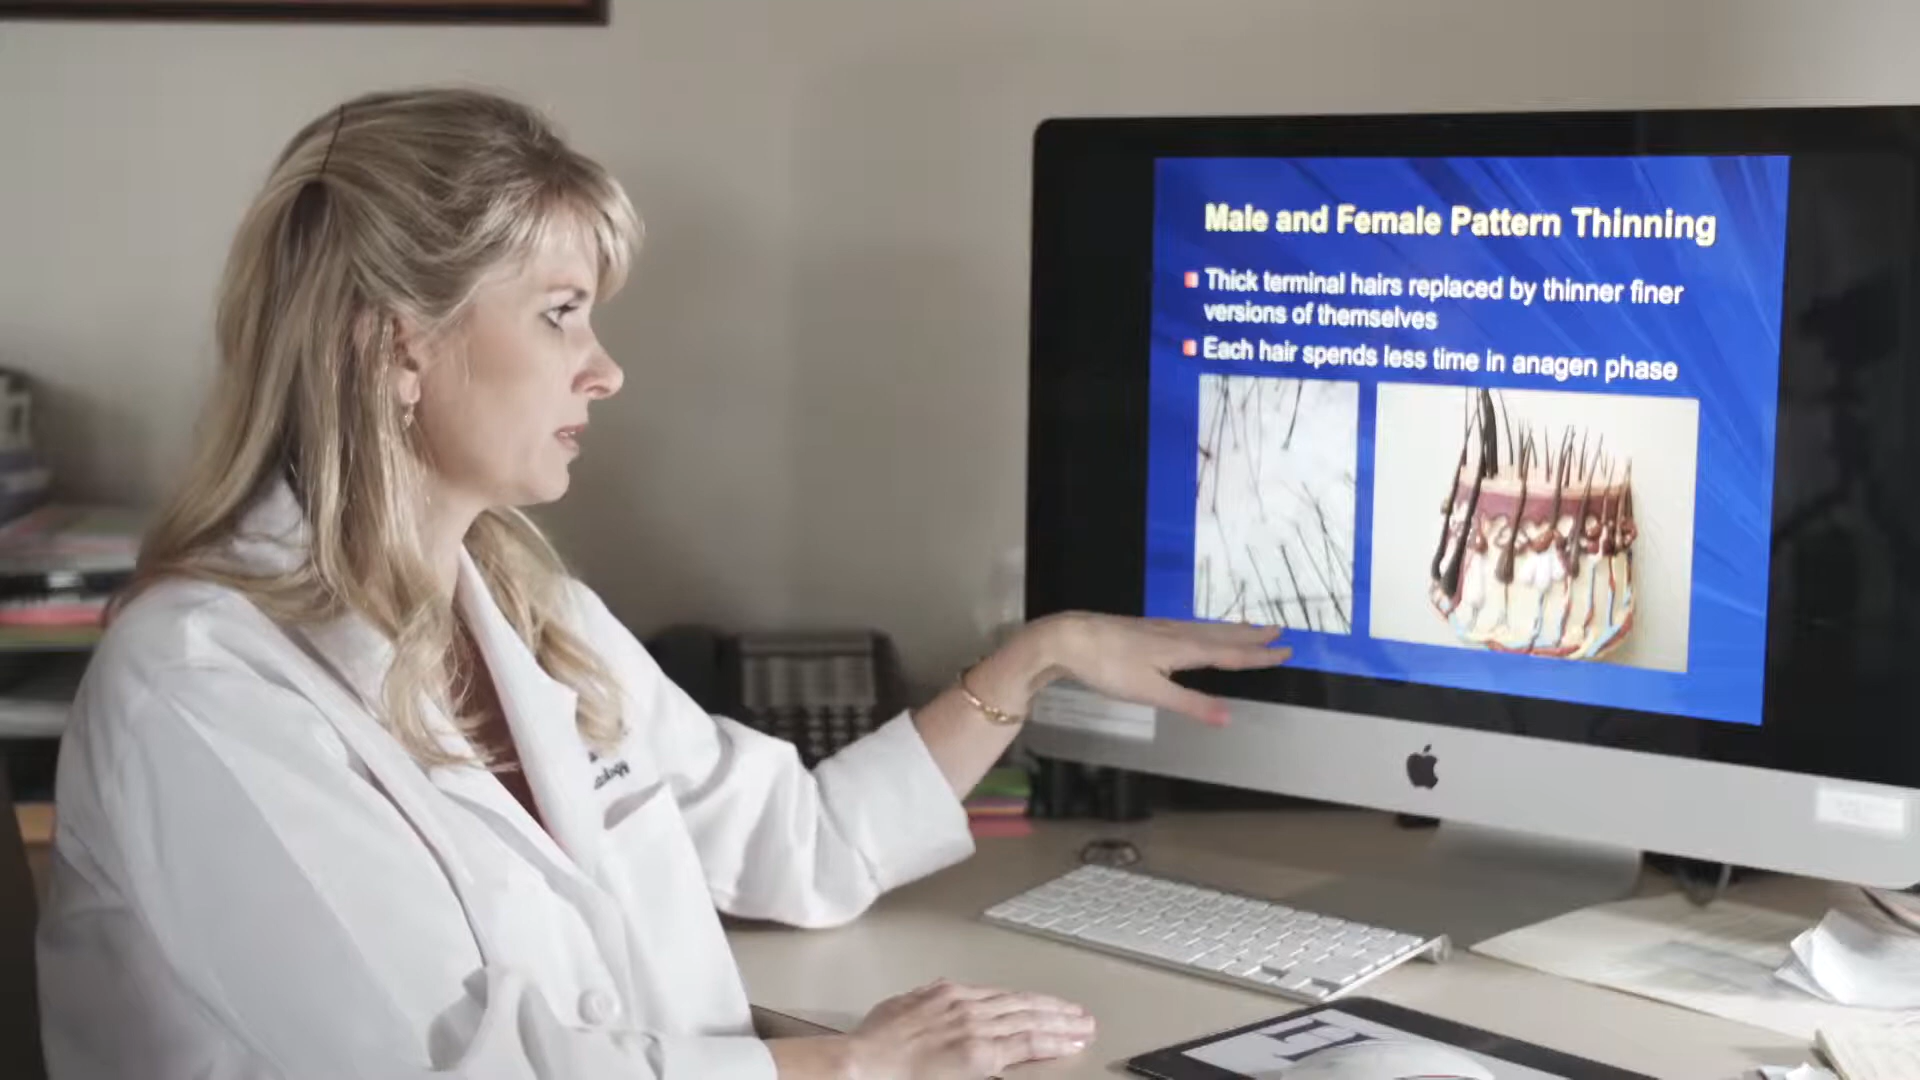 Male and Female Pattern Thinning
Thick terminal hairs replaced by thinner finer
versions of themselves
Each hair spends less time in anagen phase